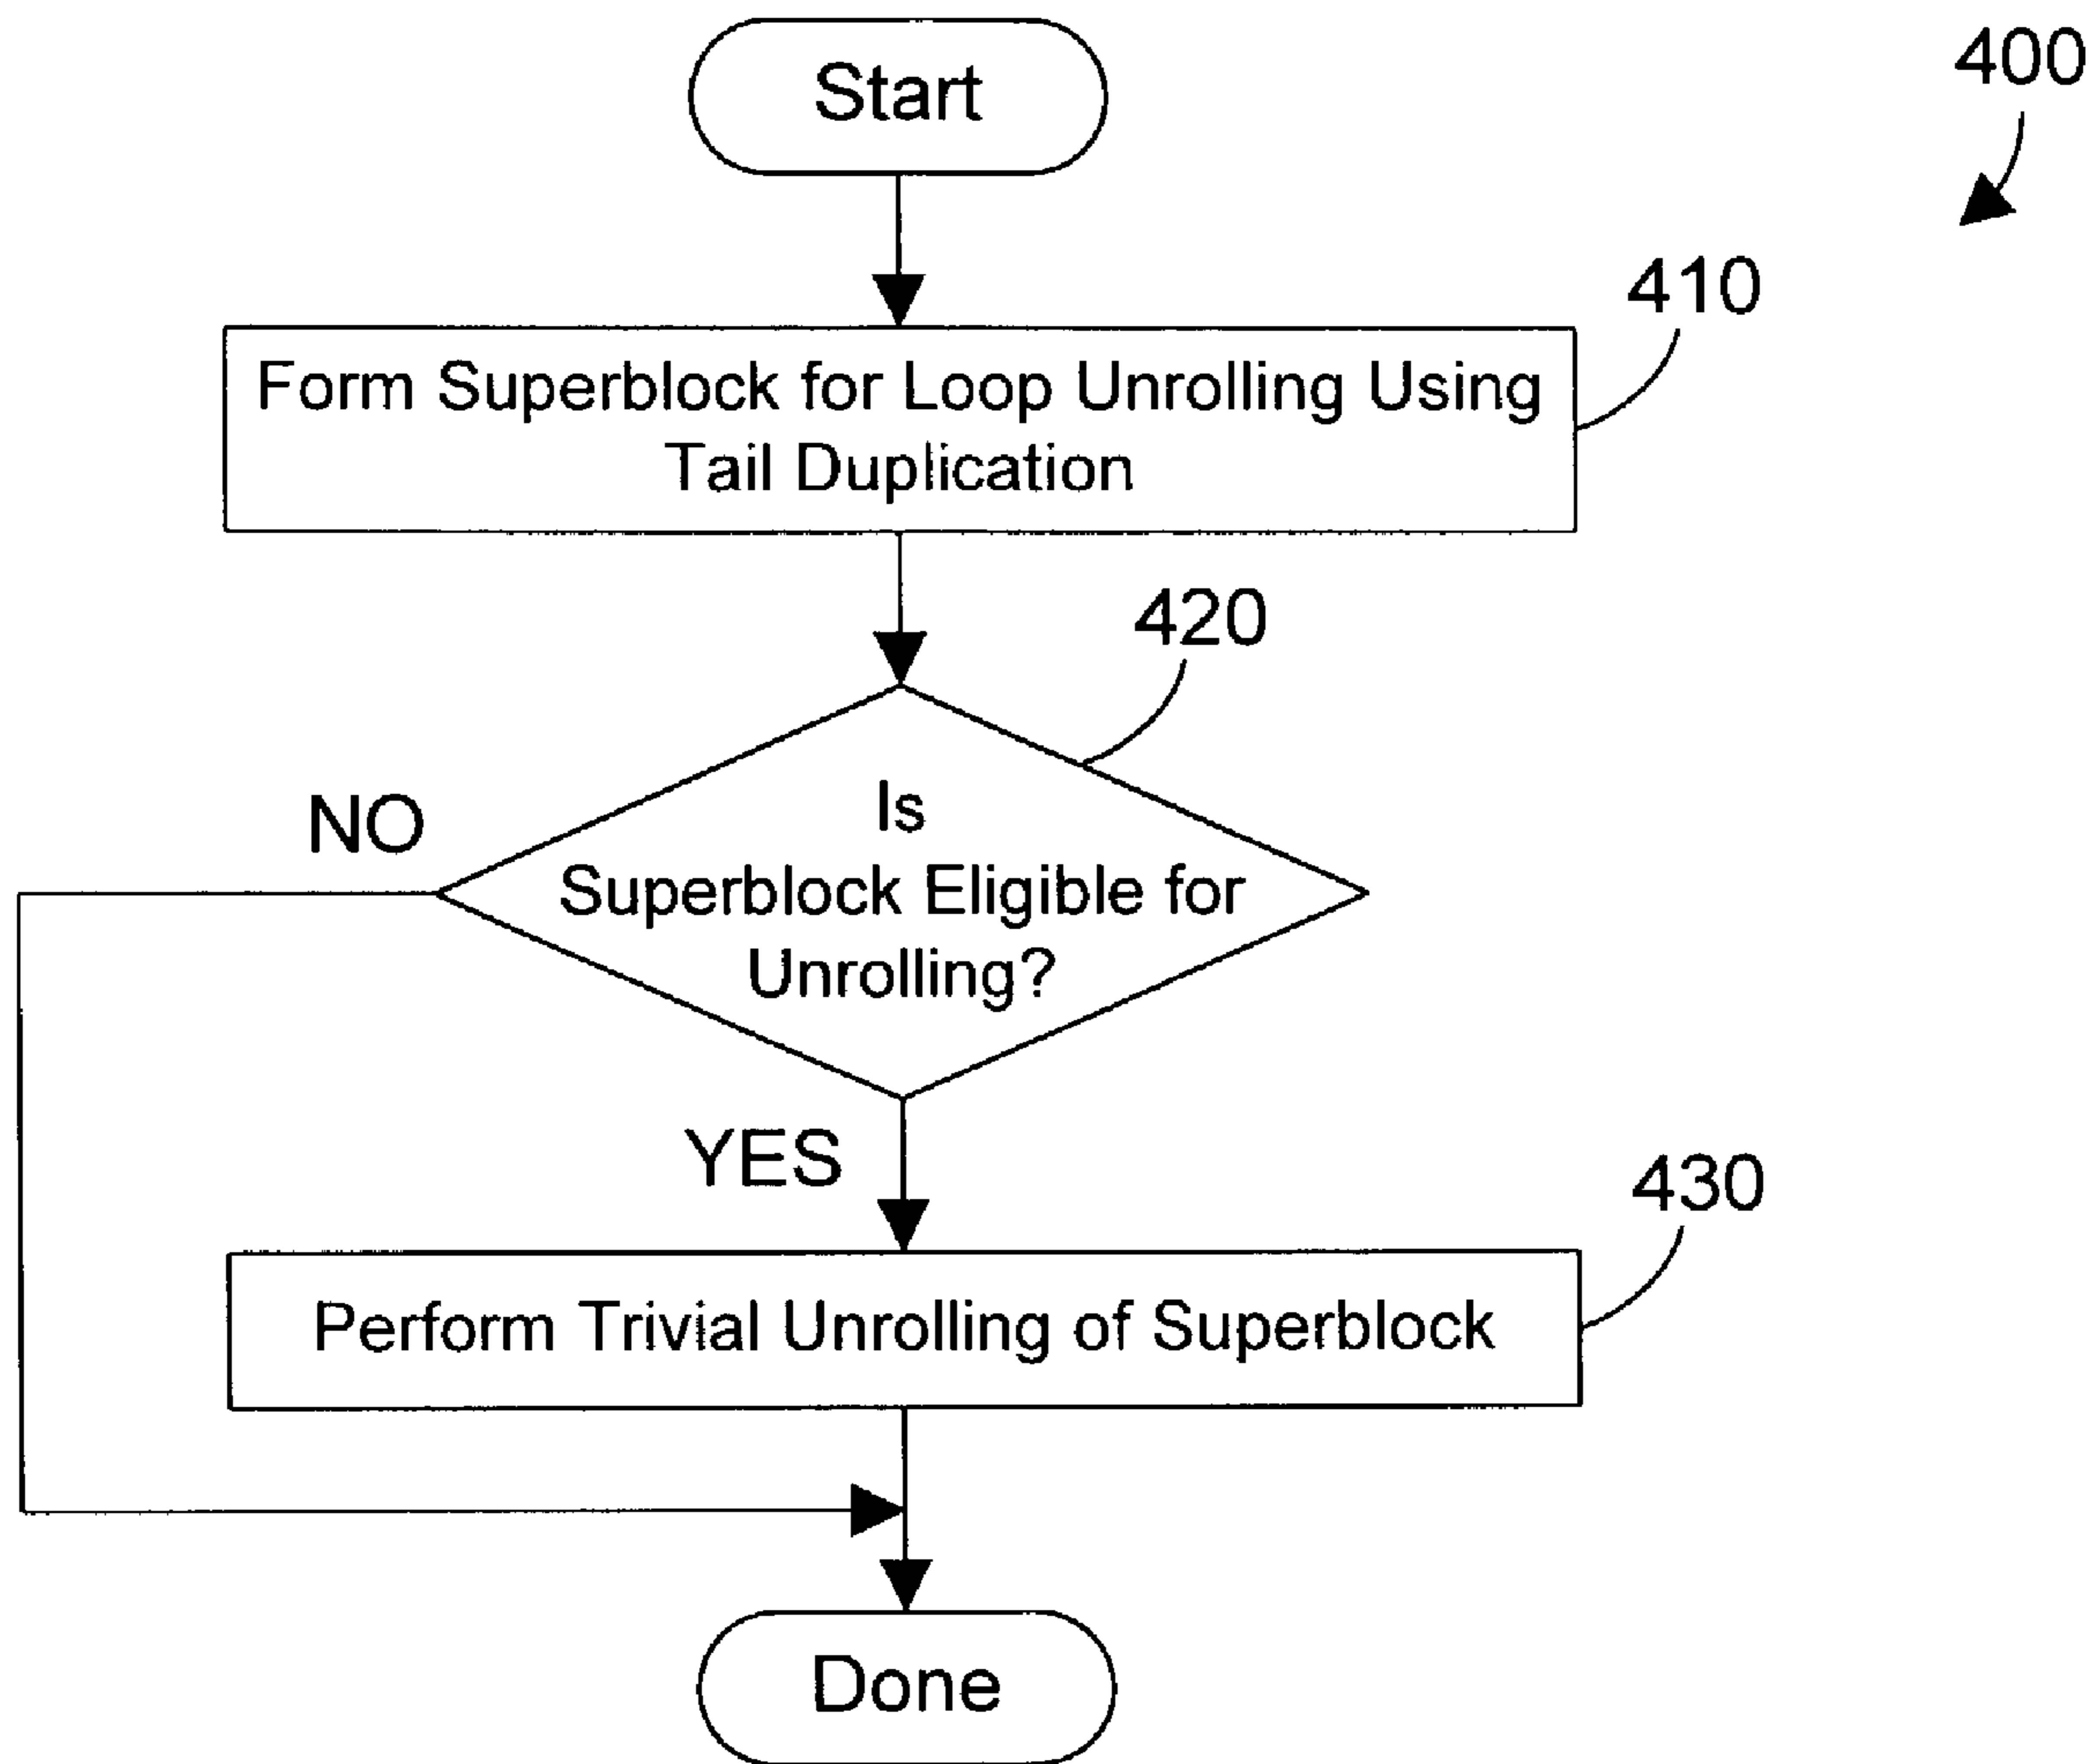 Start
400
410
Form Superblock for Loop Unrolling Using
Tail Duplication
420
NO
Is
Superblock Eligible for
Unrolling?
YES
430
Perform Trivial Unrolling of Superblock
Done